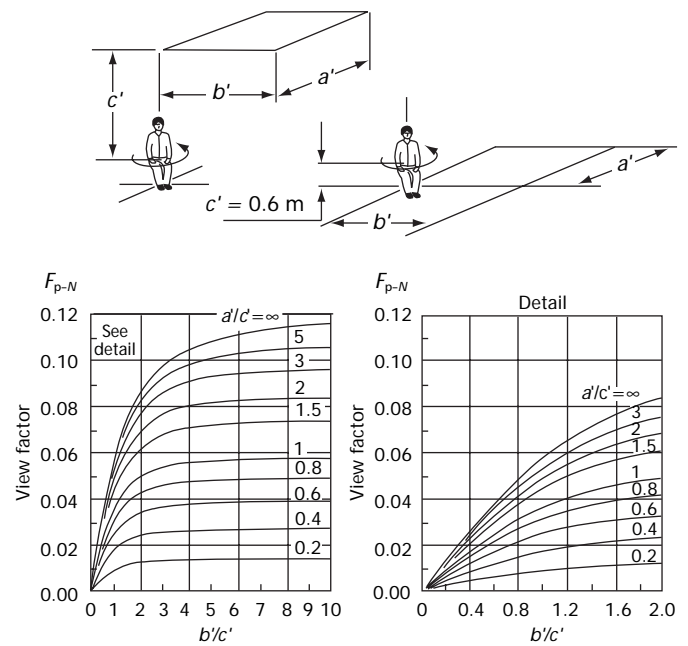 c'
b'
a'
c' = 0.6 m
b'
a'
Fp-N
0.12
0.10
0.08
0.06
0.04
0.02
0.00
View factor
See
detail
a'/c'=∞
5
3
2
1.5
1
0.8
0.6
0.4
0.2
0 1 2 3 4 5 6 7 8 9 10
b'/c'
Fp-N
Detail
0.12
0.10
0.08
0.06
0.04
0.02
0.00
View factor
a'/c'=∞
3
2
1.5
1
0.8
0.6
0.4
0.2
0 0.4 0.8 1.2 1.6 2.0
b'/c'